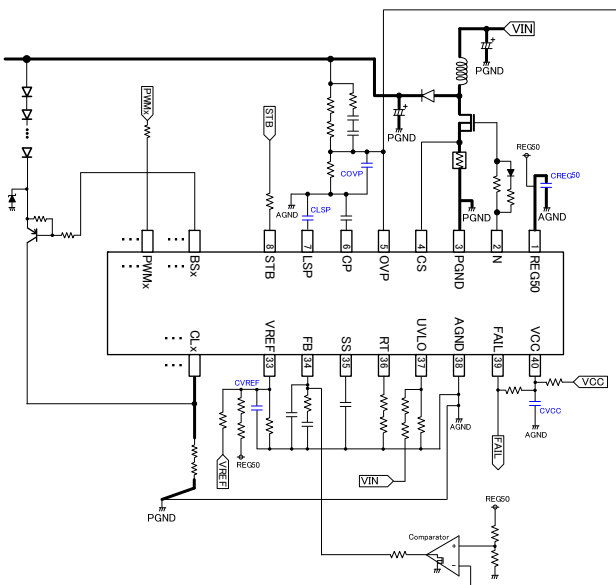 VIN
PGND
PWMx
STB
PGND
REG50
COVP
CREG50
CLSP
AGND
PGND
AGND
8
7
6
5
4
3
2
1
PWMx
BSx
STB
LSP
CP
OVP
CS
PGND
N
REG50
CLx
VREF
FB
SS
RT
UVLO
AGND
FAIL
VCC
33
34
35
36
37
38
39
40
CVREF
VCC
CVCC
AGND
AGND
VREF
REG50
VIN
FAIL
PGND
REG50
Comparator
+
-